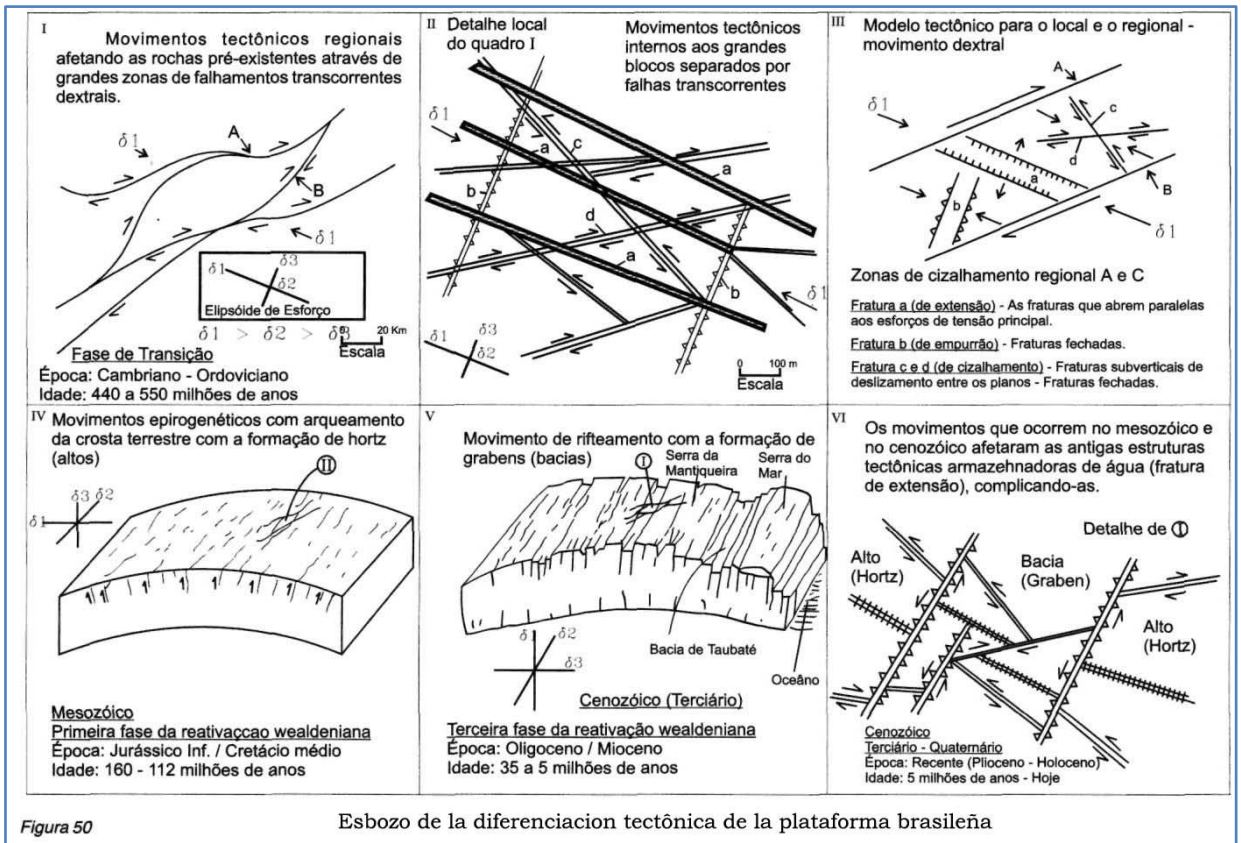 I
Movimentos tectônicos regionais
afetando as rochas pré-existentes através de
grandes zonas de falhamentos transcorrentes
dextrais.
δ1
A
B
δ1
δ1
δ3
δ2
Elipsóide de Esforço
δ1 > δ2 > δ3
0 20 Km
Escala
Fase de Transição
Época: Cambriano - Ordoviciano
Idade: 440 a 550 milhões de anos
II Detalhe local
do quadro I
Movimentos tectônicos
internos aos grandes
blocos separados por
falhas transcorrentes
δ1
a
c
a
b
d
a
b
δ1
δ1
δ3
δ2
0 100 m
Escala
III Modelo tectônico para o local e o regional -
movimento dextral
A
δ1
c
d
a
b
B
δ1
Zonas de cizalhamento regional A e C
Fratura a (de extensão) - As fraturas que abrem paralelas
aos esforços de tensão principal.
Fratura b (de empurrão) - Fraturas fechadas.
Fratura c e d (de cizalhamento) - Fraturas subverticais de
deslizamento entre os planos - Fraturas fechadas.
IV Movimentos epirogenéticos com arqueamento
da crosta terrestre com a formação de hortz
(altos)
II
δ3 δ2
δ1
Mesozóico
Primeira fase da reativaçcao wealdeniana
Época: Jurássico Inf. / Cretácio médio
Idade: 160 - 112 milhões de anos
V
Movimento de rifteamento com a formação de
grabens (bacias)
I
Serra da
Mantiqueira
Serra do
Mar
δ1
δ2
δ3
Bacia de Taubaté
Oceâno
Cenozóico (Terciário)
Terceira fase da reativação wealdeniana
Época: Oligoceno / Mioceno
Idade: 35 a 5 milhões de anos
VI
Os movimentos que ocorrem no mesozóico e
no cenozóico afetaram as antigas estruturas
tectônicas armazehnadoras de água (fratura
de extensão), complicando-as.
Detalhe de I
Alto
(Hortz)
Bacia
(Graben)
Alto
(Hortz)
Cenozóico
Terciário - Quaternário
Época: Recente (Plioceno - Holoceno)
Idade: 5 milhões de anos - Hoje
Figura 50
Esbozo de la diferenciacion tectônica de la plataforma brasileña